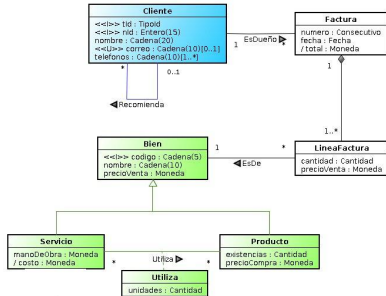 Cliente
<<I>> tid : TipoId
<<I>> nid : Entero(15)
nombre : Cadena(20)
<<U>> correo : Cadena(10)[0..1]
telefonos : Cadena(10)[1..*]
Factura
numero : Consecutivo
fecha : Fecha
/ total : Moneda
EsDueño
1
*
*
0..1
Recomienda
1
1..*
Bien
<<I>> codigo : Cadena(5)
nombre : Cadena(10)
precioVenta : Moneda
1
*
EsDe
LineaFactura
cantidad : Cantidad
precioVenta : Moneda
Servicio
manoDeObra : Moneda
/ costo : Moneda
*
Utiliza
*
Producto
existencias : Cantidad
precioCompra : Moneda
Utiliza
unidades : Cantidad